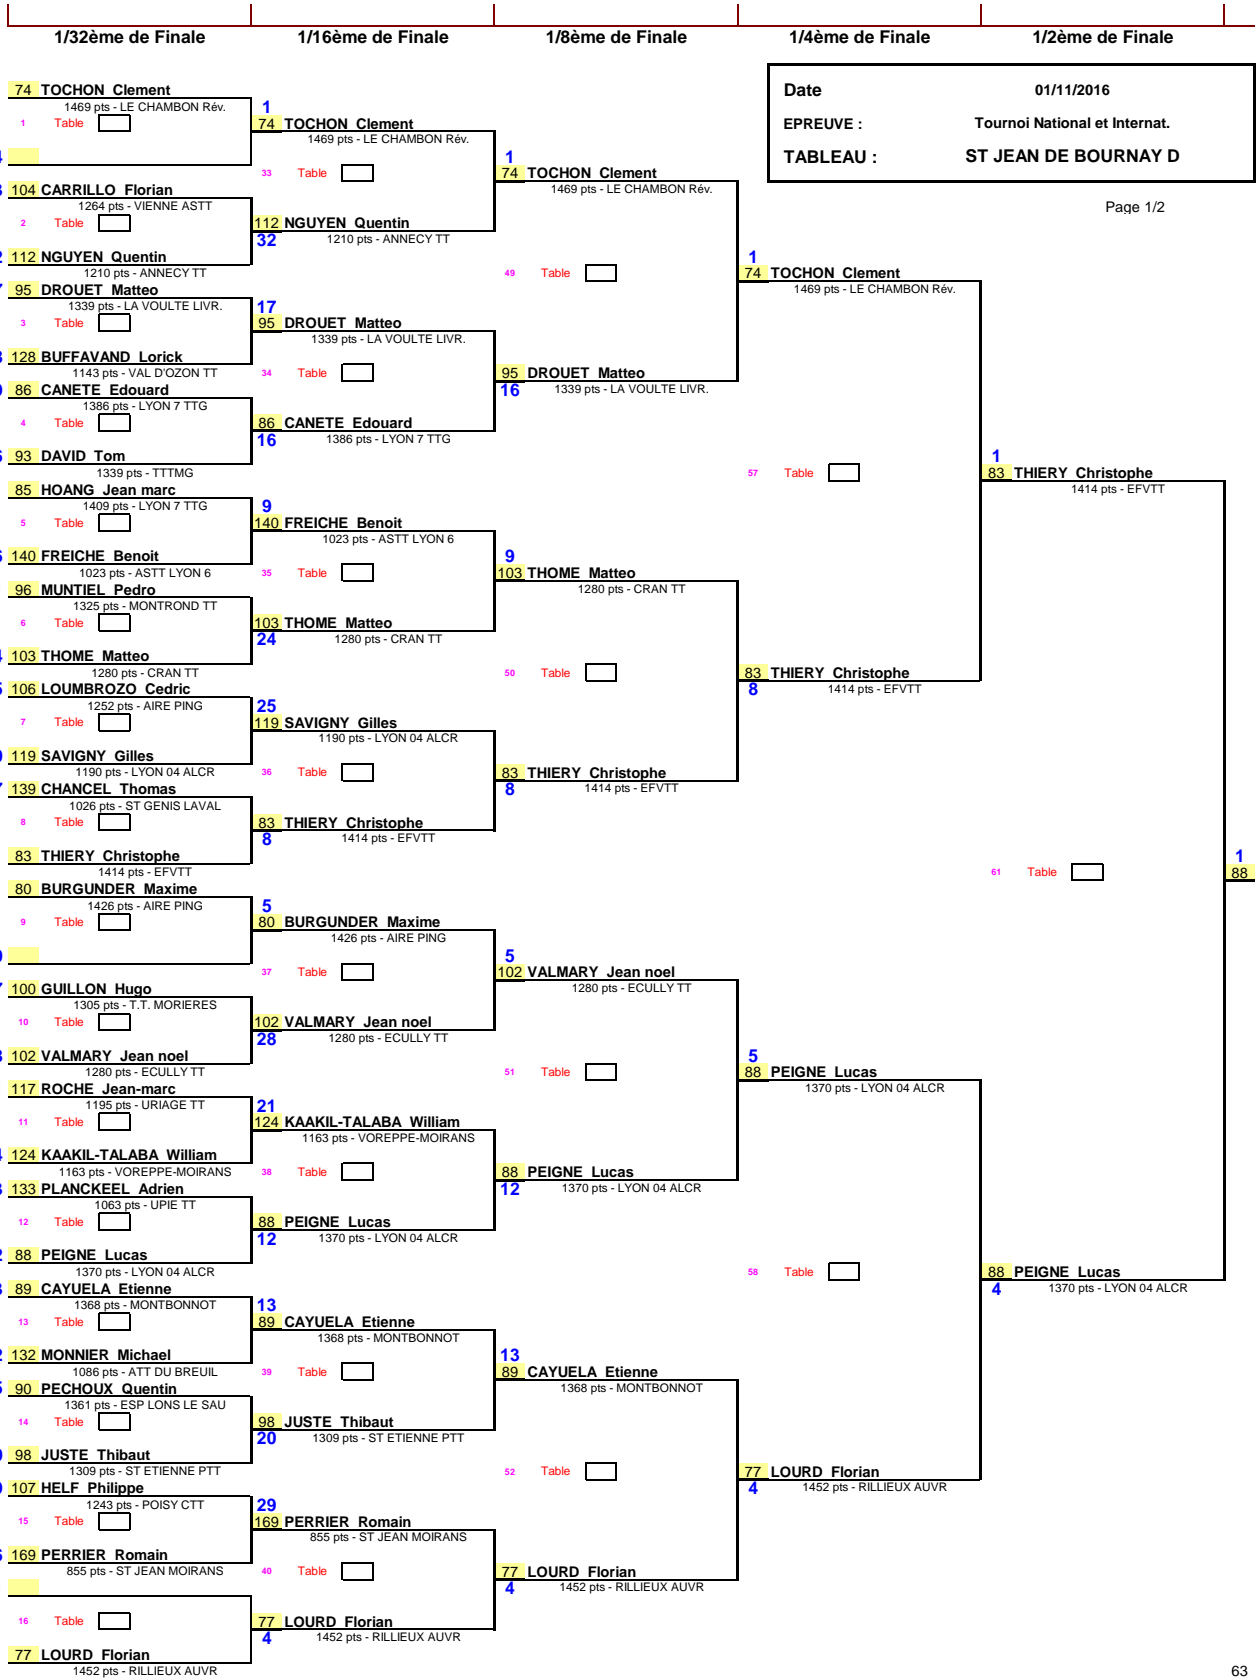 1/32ème de Finale 1/16ème de Finale 1/8ème de Finale 1/4ème de Finale 1/2ème de Finale
Date 01/11/2016
EPREUVE : Tournoi National et Internat.
TABLEAU : ST JEAN DE BOURNAY D
Page 1/2
74 TOCHON Clement
1469 pts - LE CHAMBON Rév.
1 Table
104 CARRILLO Florian
1264 pts - VIENNE ASTT
2 Table
112 NGUYEN Quentin
1210 pts - ANNECY TT
95 DROUET Matteo
1339 pts - LA VOULTE LIVR.
3 Table
128 BUFFAVAND Lorick
1143 pts - VAL D'OZON TT
86 CANETE Edouard
1386 pts - LYON 7 TTG
4 Table
93 DAVID Tom
1339 pts - TTTMG
85 HOANG Jean marc
1409 pts - LYON 7 TTG
5 Table
140 FREICHE Benoit
1023 pts - ASTT LYON 6
96 MUNTIEL Pedro
1325 pts - MONTROND TT
6 Table
103 THOME Matteo
1280 pts - CRAN TT
106 LOUMBROZO Cedric
1252 pts - AIRE PING
7 Table
119 SAVIGNY Gilles
1190 pts - LYON 04 ALCR
139 CHANCEL Thomas
1026 pts - ST GENIS LAVAL
8 Table
83 THIERY Christophe
1414 pts - EFVTT
80 BURGUNDER Maxime
1426 pts - AIRE PING
9 Table
100 GUILLON Hugo
1305 pts - T.T. MORIERES
10 Table
102 VALMARY Jean noel
1280 pts - ECULLY TT
117 ROCHE Jean-marc
1195 pts - URIAGE TT
11 Table
124 KAAKIL-TALABA William
1163 pts - VOREPPE-MOIRANS
133 PLANCKEEL Adrien
1063 pts - UPIE TT
12 Table
88 PEIGNE Lucas
1370 pts - LYON 04 ALCR
89 CAYUELA Etienne
1368 pts - MONTBONNOT
13 Table
132 MONNIER Michael
1086 pts - ATT DU BREUIL
90 PECHOUX Quentin
1361 pts - ESP LONS LE SAU
14 Table
98 JUSTE Thibaut
1309 pts - ST ETIENNE PTT
107 HELF Philippe
1243 pts - POISY CTT
15 Table
169 PERRIER Romain
855 pts - ST JEAN MOIRANS
16 Table
77 LOURD Florian
1452 pts - RILLIEUX AUVR
1
74 TOCHON Clement
1469 pts - LE CHAMBON Rév.
33 Table
112 NGUYEN Quentin
32 1210 pts - ANNECY TT
17
95 DROUET Matteo
1339 pts - LA VOULTE LIVR.
34 Table
86 CANETE Edouard
16 1386 pts - LYON 7 TTG
9
140 FREICHE Benoit
1023 pts - ASTT LYON 6
35 Table
103 THOME Matteo
24 1280 pts - CRAN TT
25
119 SAVIGNY Gilles
1190 pts - LYON 04 ALCR
36 Table
83 THIERY Christophe
8 1414 pts - EFVTT
5
80 BURGUNDER Maxime
1426 pts - AIRE PING
37 Table
102 VALMARY Jean noel
28 1280 pts - ECULLY TT
21
124 KAAKIL-TALABA William
1163 pts - VOREPPE-MOIRANS
38 Table
88 PEIGNE Lucas
12 1370 pts - LYON 04 ALCR
13
89 CAYUELA Etienne
1368 pts - MONTBONNOT
39 Table
98 JUSTE Thibaut
20 1309 pts - ST ETIENNE PTT
29
169 PERRIER Romain
855 pts - ST JEAN MOIRANS
40 Table
77 LOURD Florian
4 1452 pts - RILLIEUX AUVR
1
74 TOCHON Clement
1469 pts - LE CHAMBON Rév.
49 Table
95 DROUET Matteo
16 1339 pts - LA VOULTE LIVR.
9
103 THOME Matteo
1280 pts - CRAN TT
50 Table
83 THIERY Christophe
8 1414 pts - EFVTT
5
102 VALMARY Jean noel
1280 pts - ECULLY TT
51 Table
88 PEIGNE Lucas
12 1370 pts - LYON 04 ALCR
13
89 CAYUELA Etienne
1368 pts - MONTBONNOT
52 Table
77 LOURD Florian
4 1452 pts - RILLIEUX AUVR
1
74 TOCHON Clement
1469 pts - LE CHAMBON Rév.
57 Table
83 THIERY Christophe
8 1414 pts - EFVTT
5
88 PEIGNE Lucas
1370 pts - LYON 04 ALCR
58 Table
77 LOURD Florian
4 1452 pts - RILLIEUX AUVR
1
83 THIERY Christophe
1414 pts - EFVTT
61 Table
88 PEIGNE Lucas
4 1370 pts - LYON 04 ALCR
1
88
63